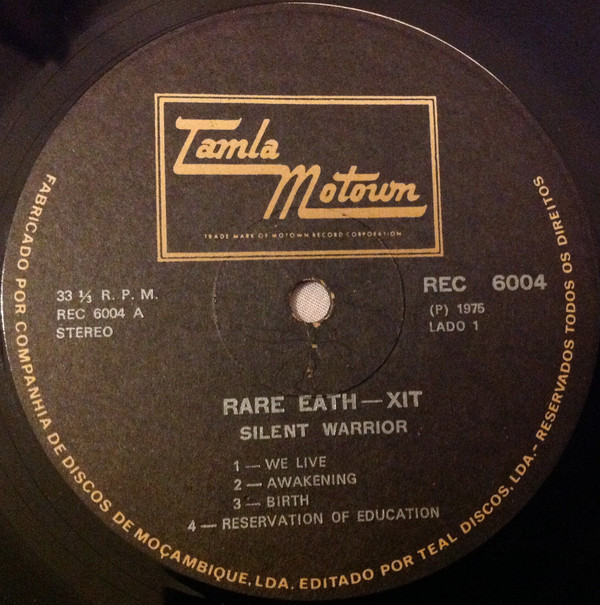 Tamla
Motown
TRADE MARK OF MOTOWN RECORD CORPORATION
33 ⅓ R. P. M.
REC 6004 A
STEREO
REC 6004
(P) 1975
LADO 1
RARE EATH — XIT
SILENT WARRIOR
1 — WE LIVE
2 — AWAKENING
3 — BIRTH
4 — RESERVATION OF EDUCATION
FABRICADO POR COMPANHIA DE DISCOS DE MOÇAMBIQUE, LDA. EDITADO POR TEAL DISCOS, LDA. - RESERVADOS TODOS OS DIREITOS